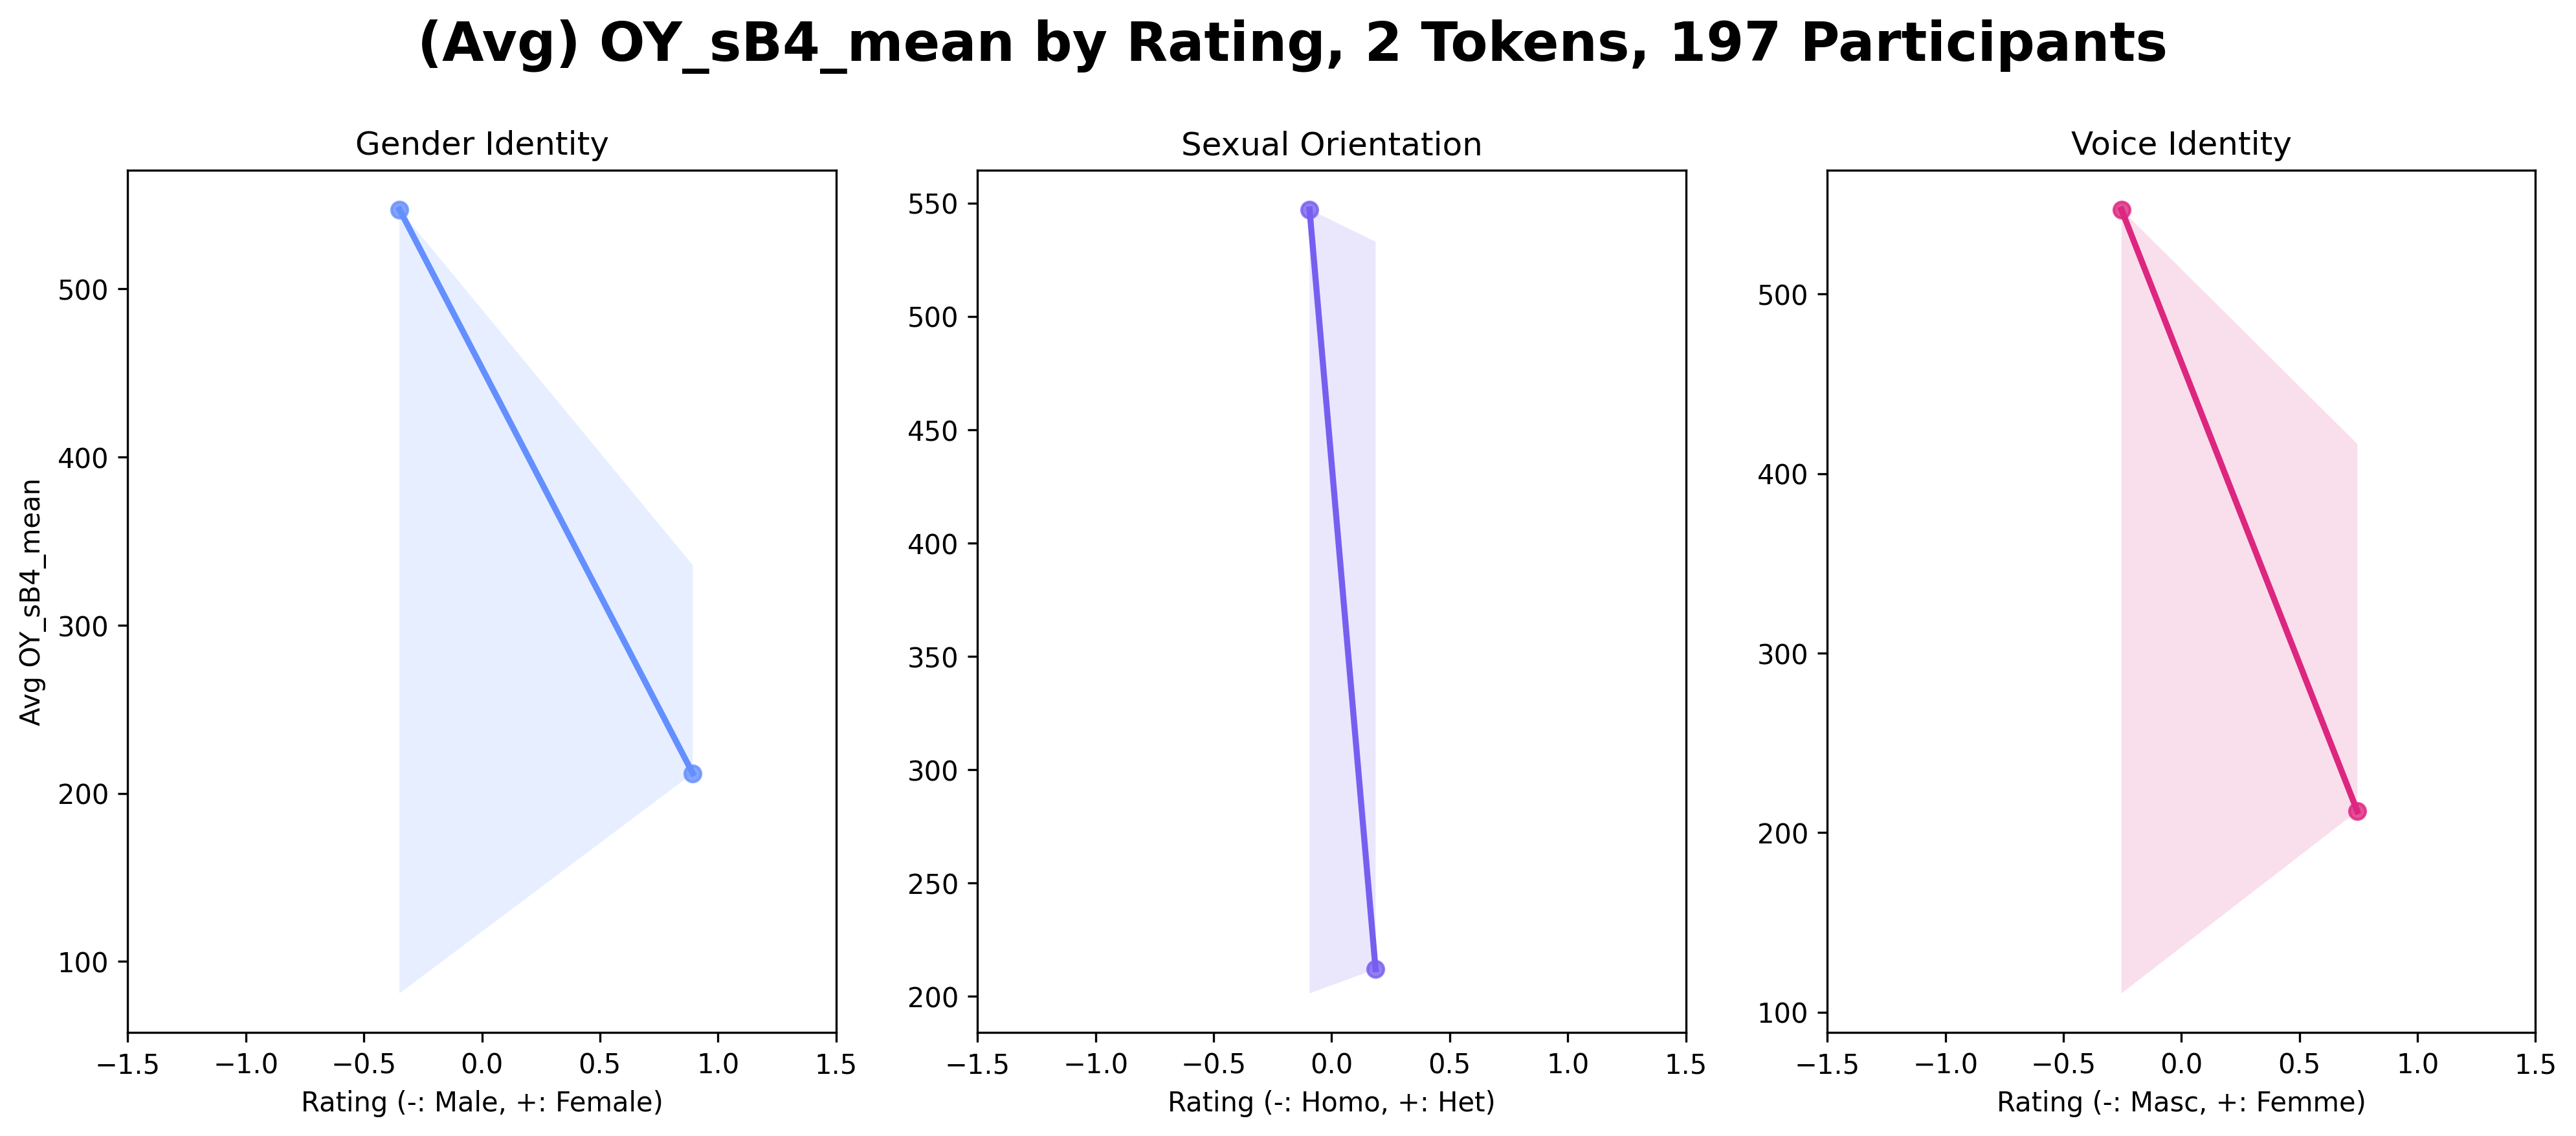 (Avg) OY_sB4_mean by Rating, 2 Tokens, 197 Participants
Gender Identity
Avg OY_sB4_mean
500
400
300
200
100
−1.5 −1.0 −0.5 0.0 0.5 1.0 1.5
Rating (-: Male, +: Female)
Sexual Orientation
550
500
450
400
350
300
250
200
−1.5 −1.0 −0.5 0.0 0.5 1.0 1.5
Rating (-: Homo, +: Het)
Voice Identity
500
400
300
200
100
−1.5 −1.0 −0.5 0.0 0.5 1.0 1.5
Rating (-: Masc, +: Femme)